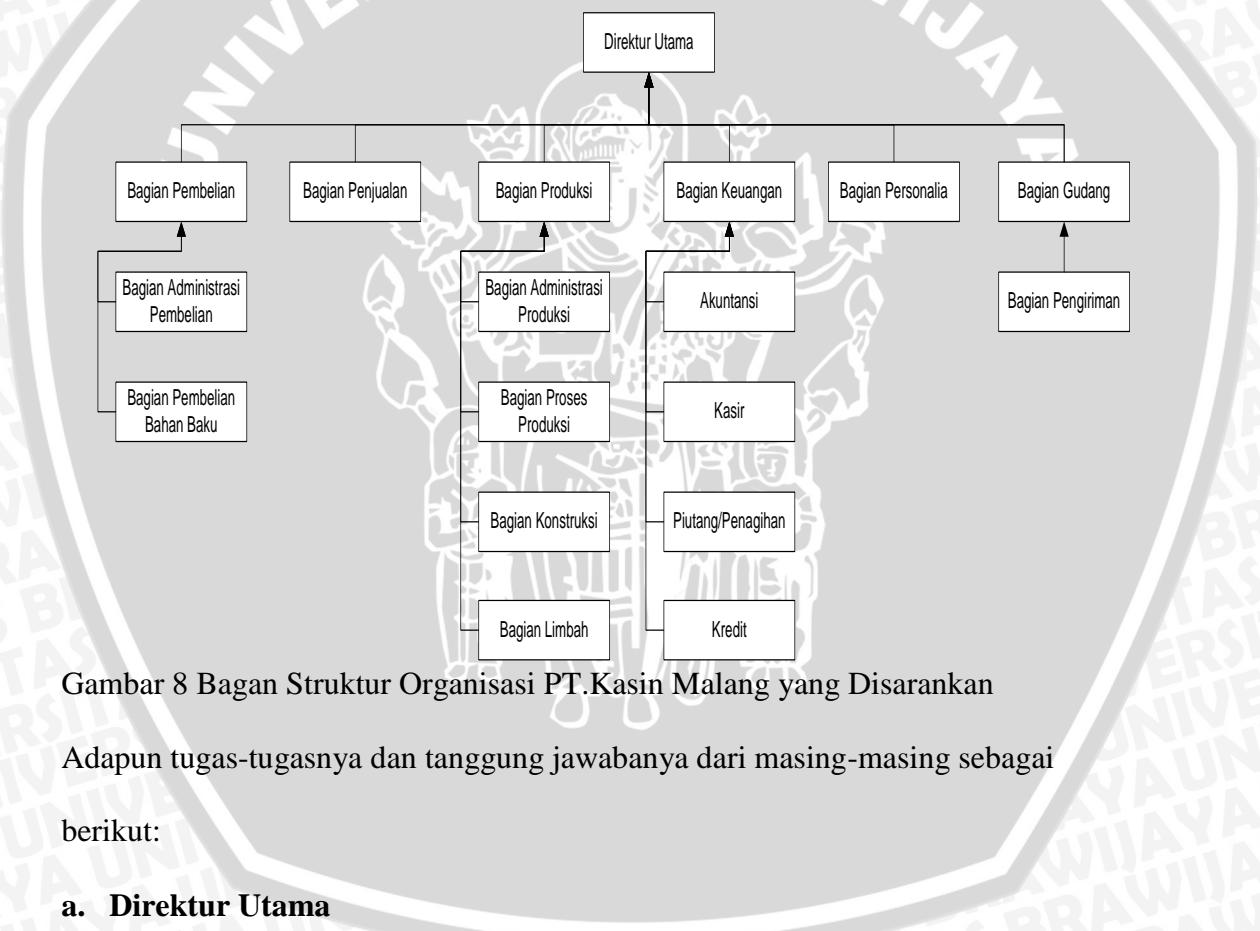 Direktur Utama
Bagian Pembelian
Bagian Penjualan
Bagian Produksi
Bagian Keuangan
Bagian Personalia
Bagian Gudang
Bagian Administrasi
Pembelian
Bagian Pembelian
Bahan Baku
Bagian Administrasi
Produksi
Bagian Proses
Produksi
Bagian Konstruksi
Bagian Limbah
Akuntansi
Kasir
Piutang/Penagihan
Kredit
Bagian Pengiriman
Gambar 8 Bagan Struktur Organisasi PT.Kasin Malang yang Disarankan
Adapun tugas-tugasnya dan tanggung jawabanya dari masing-masing sebagai
berikut:
a. Direktur Utama